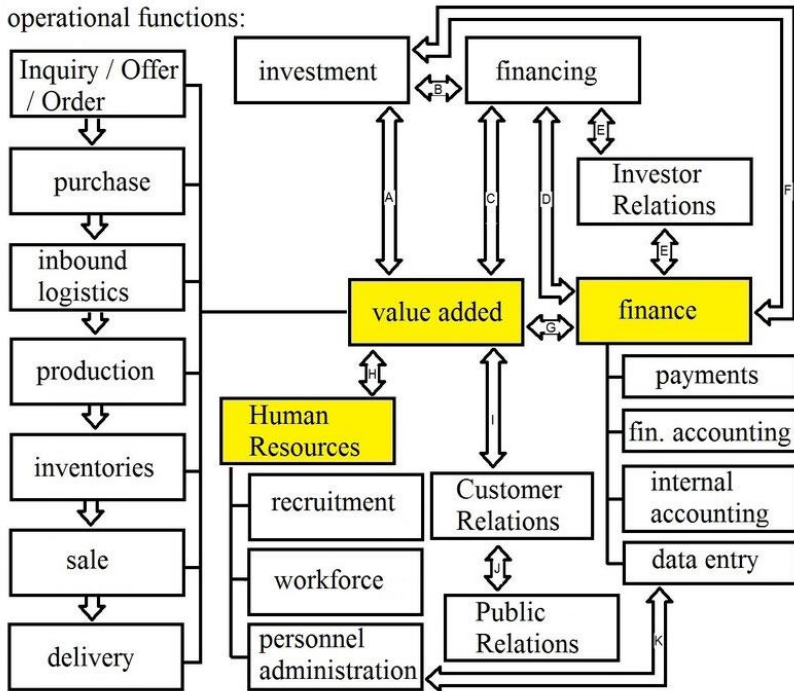 operational functions:
Inquiry / Offer
/ Order
purchase
inbound
logistics
production
inventories
sale
delivery
investment
B
financing
A
C
D
E
F
Investor
Relations
E
value added
G
finance
H
I
Human
Resources
recruitment
workforce
personnel
administration
Customer
Relations
J
Public
Relations
payments
fin. accounting
internal
accounting
data entry
K